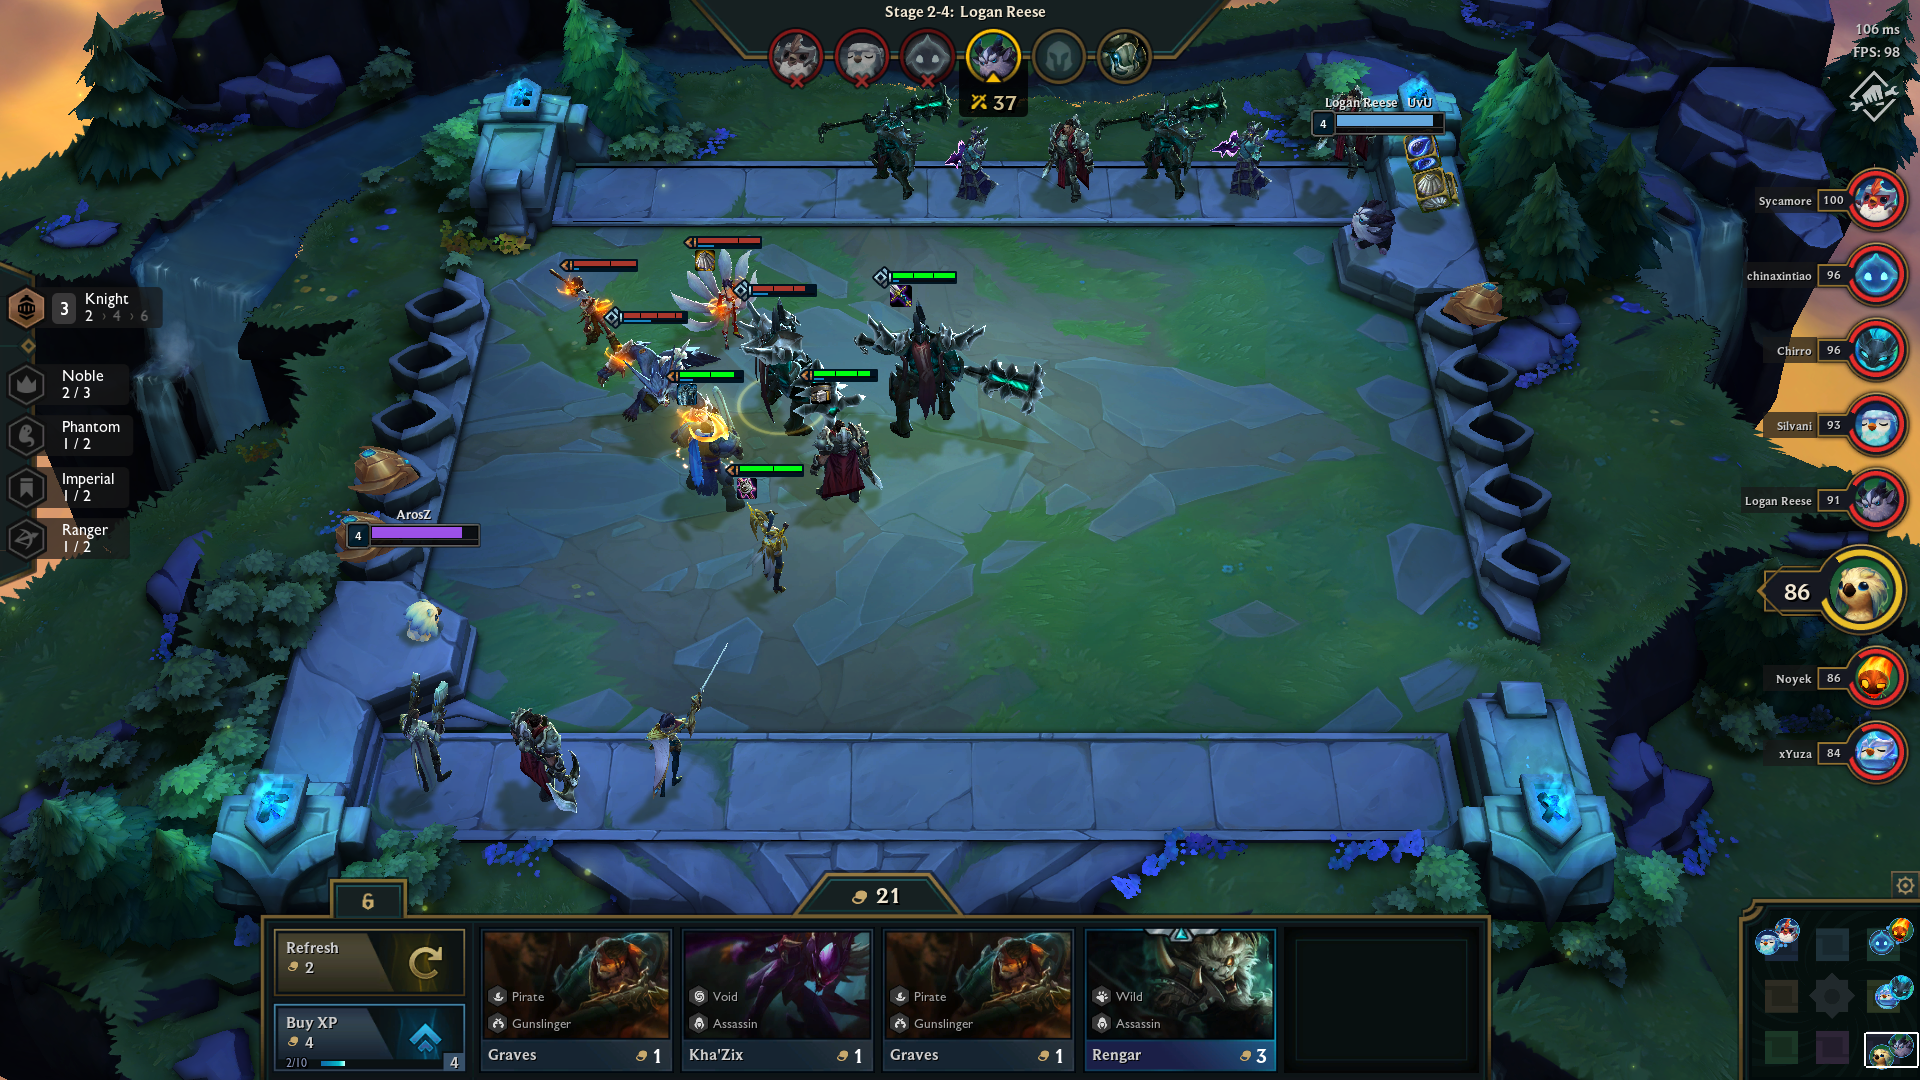 Stage 2-4: Logan Reese
106 ms
FPS: 98
37
Logan Reese UvU
4
Sycamore 100
chinaxintiao 96
Chirro 96
Silvani 93
Logan Reese 91
86
Noyek 86
xYuza 84
3 Knight
2 › 4 › 6
Noble
2 / 3
Phantom
1 / 2
Imperial
1 / 2
Ranger
1 / 2
ArosZ
4
6
21
Refresh
2
Buy XP
4
2/10
4
Pirate
Gunslinger
Graves 1
Void
Assassin
Kha'Zix 1
Pirate
Gunslinger
Graves 1
Wild
Assassin
Rengar 3